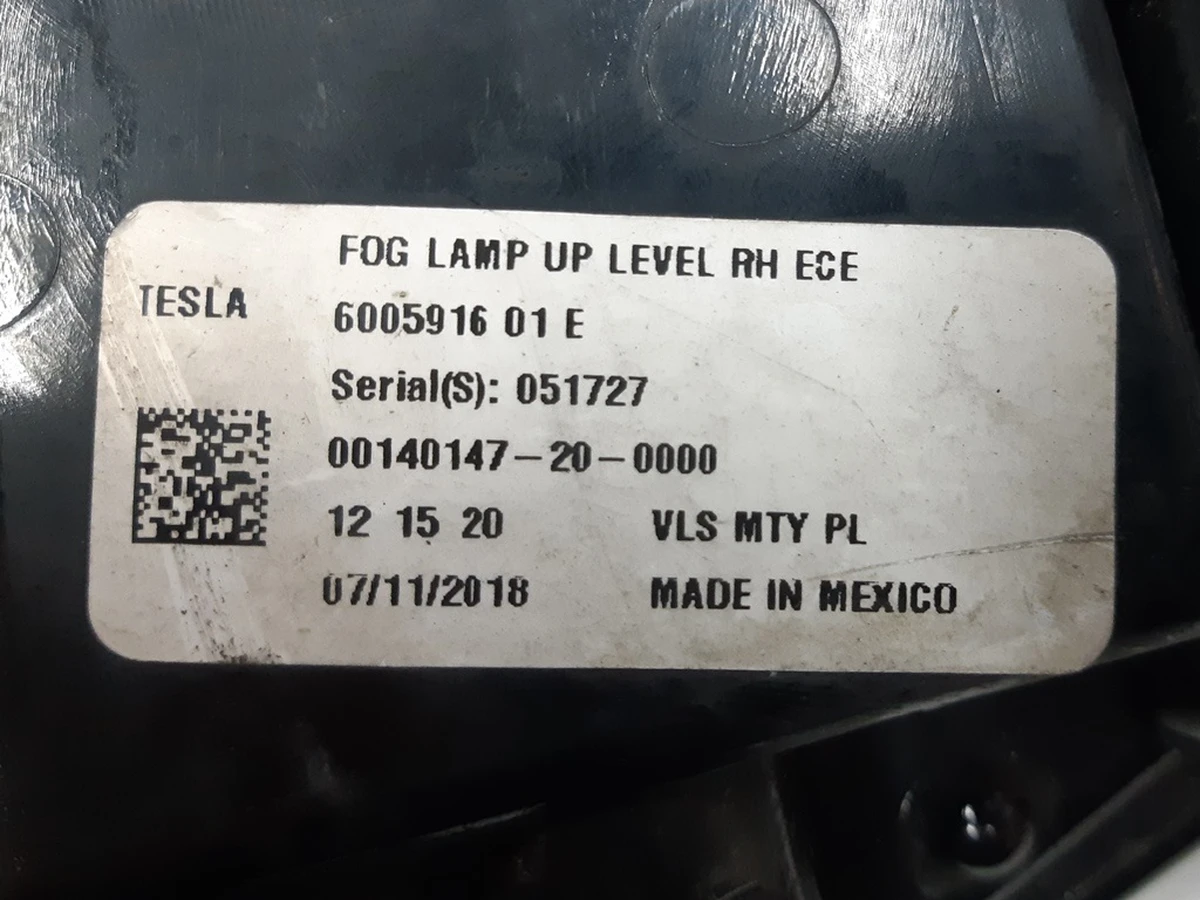 FOG LAMP UP LEVEL RH ECE
TESLA
6005916 01 E
Serial(S): 051727
00140147-20-0000
12 15 20 VLS MTY PL
07/11/2018 MADE IN MEXICO